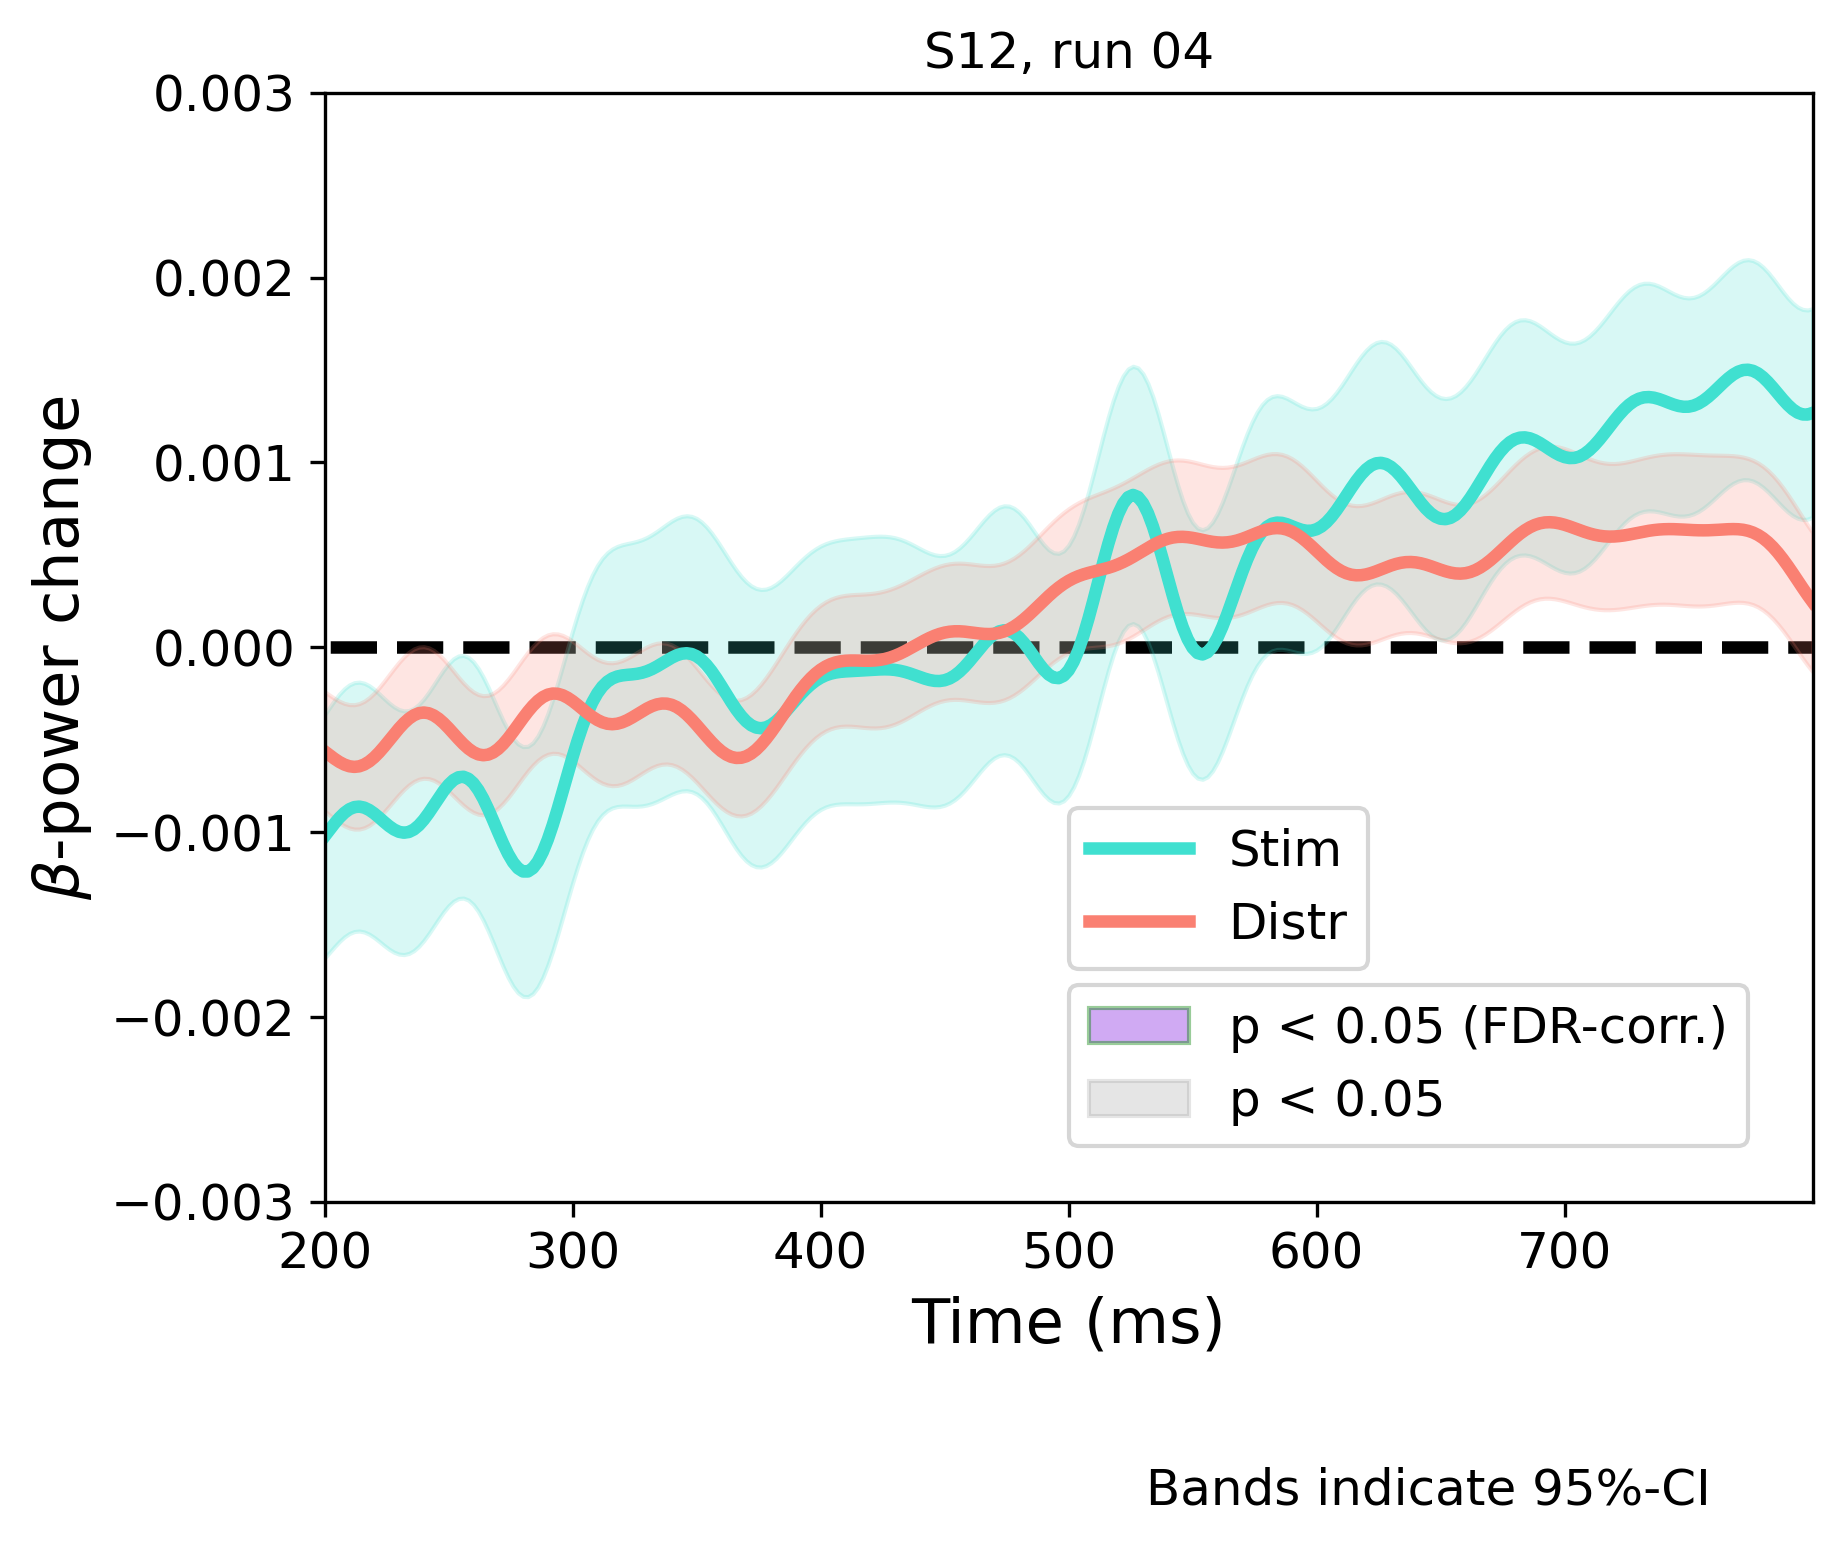 S12, run 04
0.003
0.002
0.001
0.000
−0.001
−0.002
−0.003
β-power change
Stim
Distr
p < 0.05 (FDR-corr.)
p < 0.05
200 300 400 500 600 700
Time (ms)
Bands indicate 95%-CI